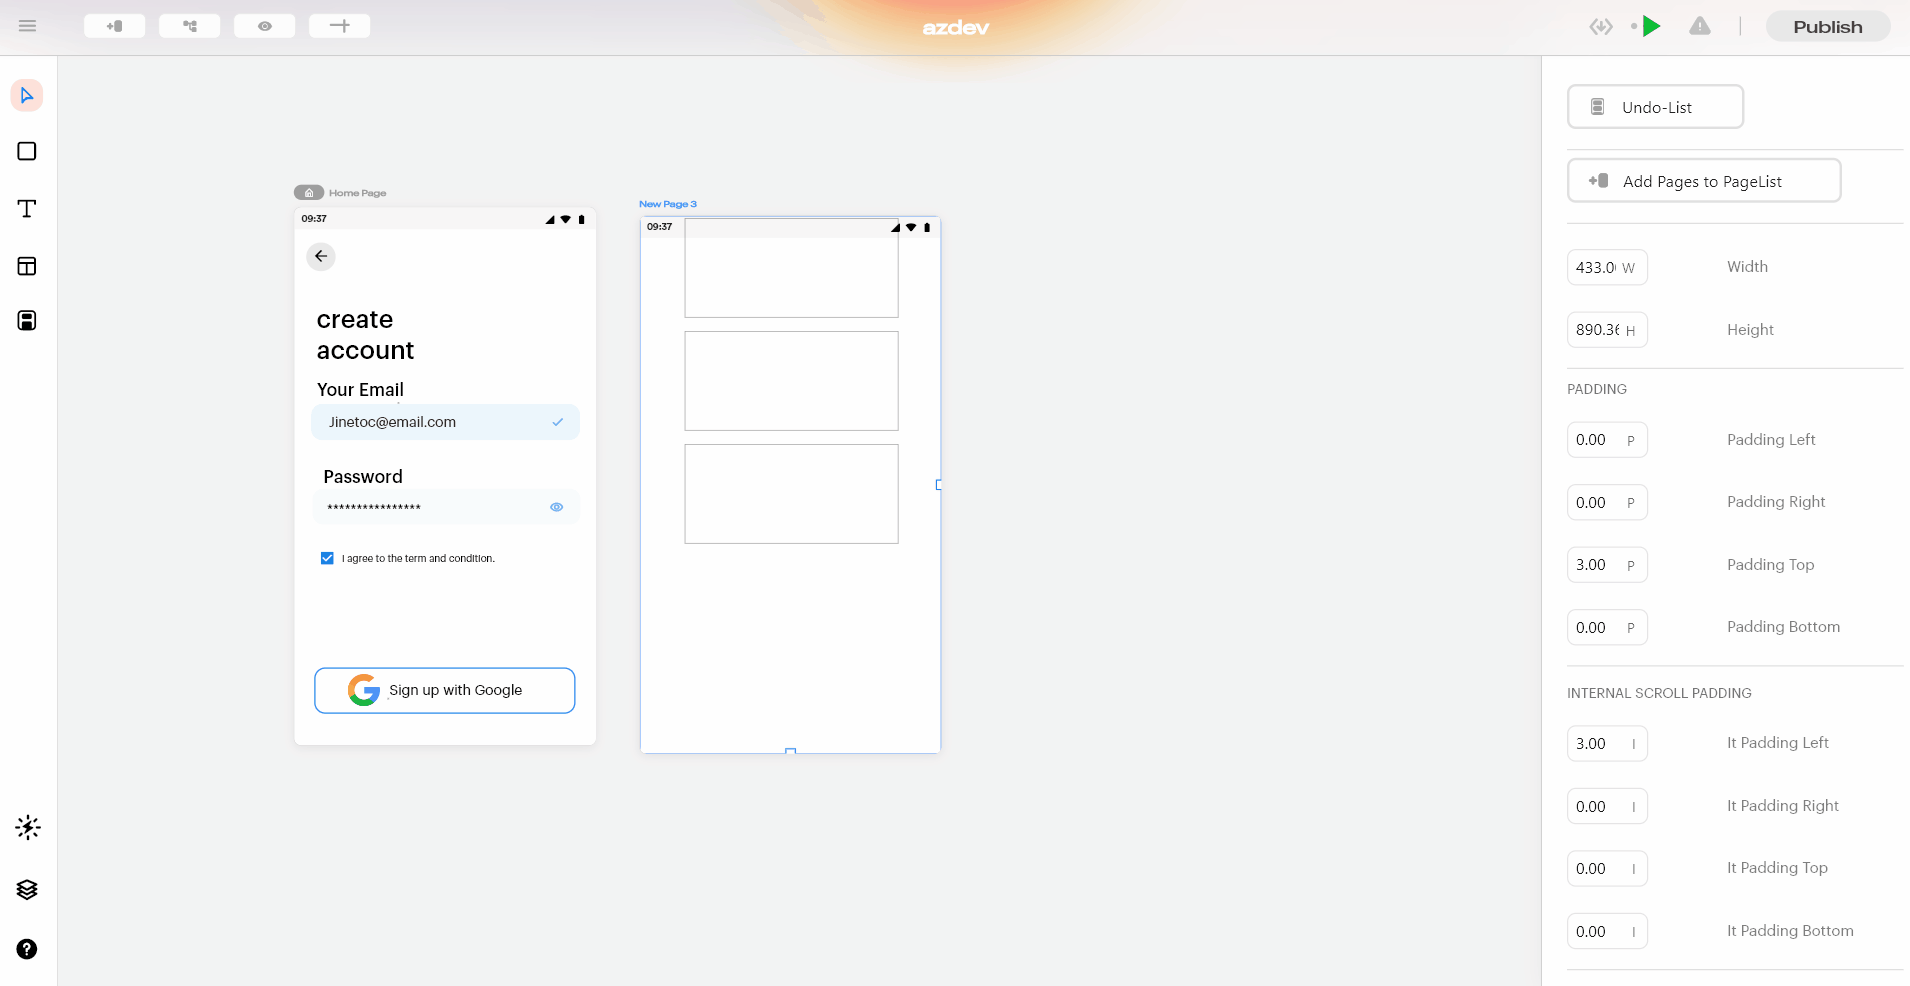 azdev
Publish
Home Page
09:37
create
account
Your Email
Jinetoc@email.com
Password
****************
I agree to the term and condition.
Sign up with Google
New Page 3
09:37
Undo-List
Add Pages to PageList
433.0 W Width
890.36 H Height
PADDING
0.00 P Padding Left
0.00 P Padding Right
3.00 P Padding Top
0.00 P Padding Bottom
INTERNAL SCROLL PADDING
3.00 I It Padding Left
0.00 I It Padding Right
0.00 I It Padding Top
0.00 I It Padding Bottom